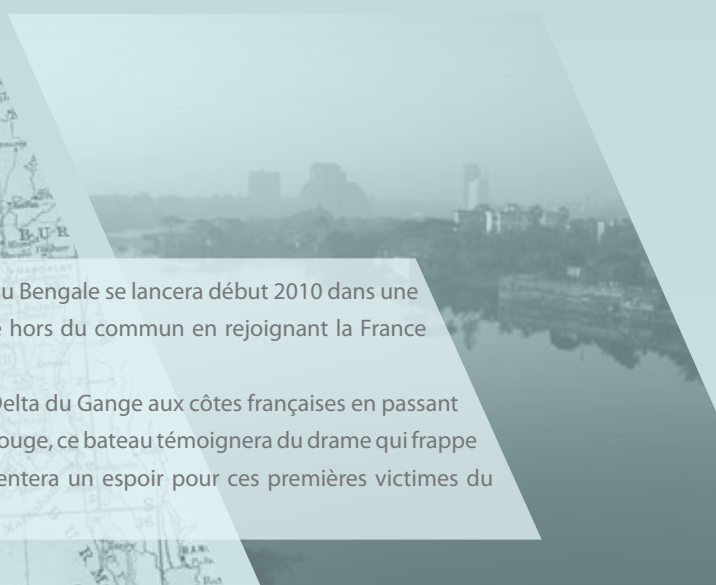 BUR
u Bengale se lancera début 2010 dans une
e hors du commun en rejoignant la France
Delta du Gange aux côtes françaises en passant
ouge, ce bateau témoignera du drame qui frappe
entera un espoir pour ces premières victimes du